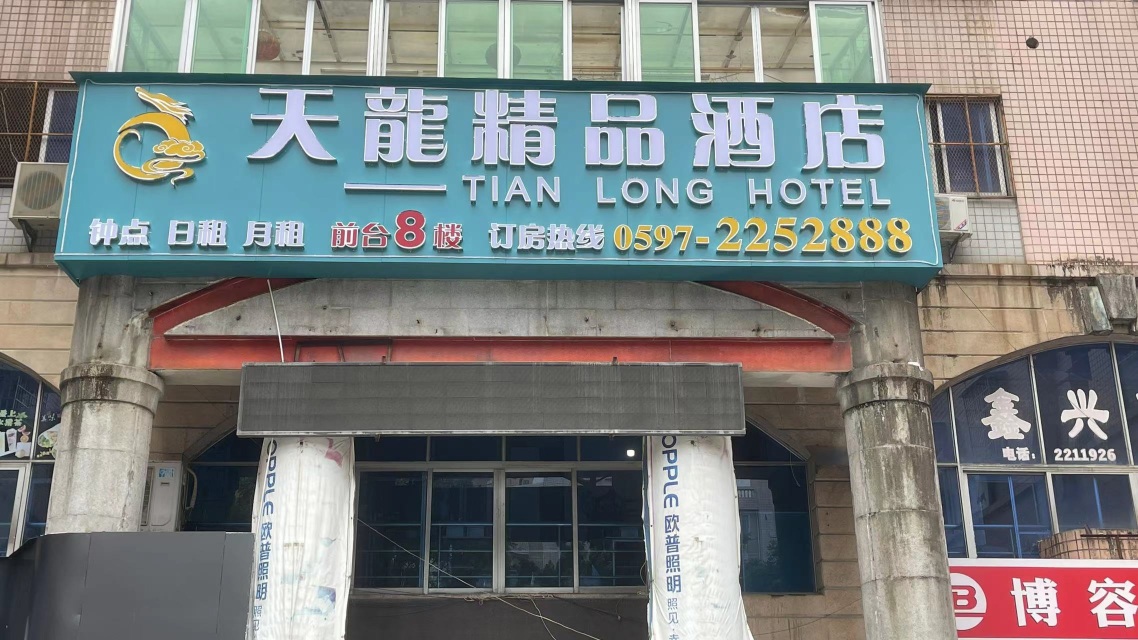 天龍精品酒店
TIAN LONG HOTEL
钟点 日租 月租 前台8楼 订房热线 0597-2252888
鑫兴
电话: 2211926
OPPLE 欧普照明
OPPLE 欧普照明
B 博容